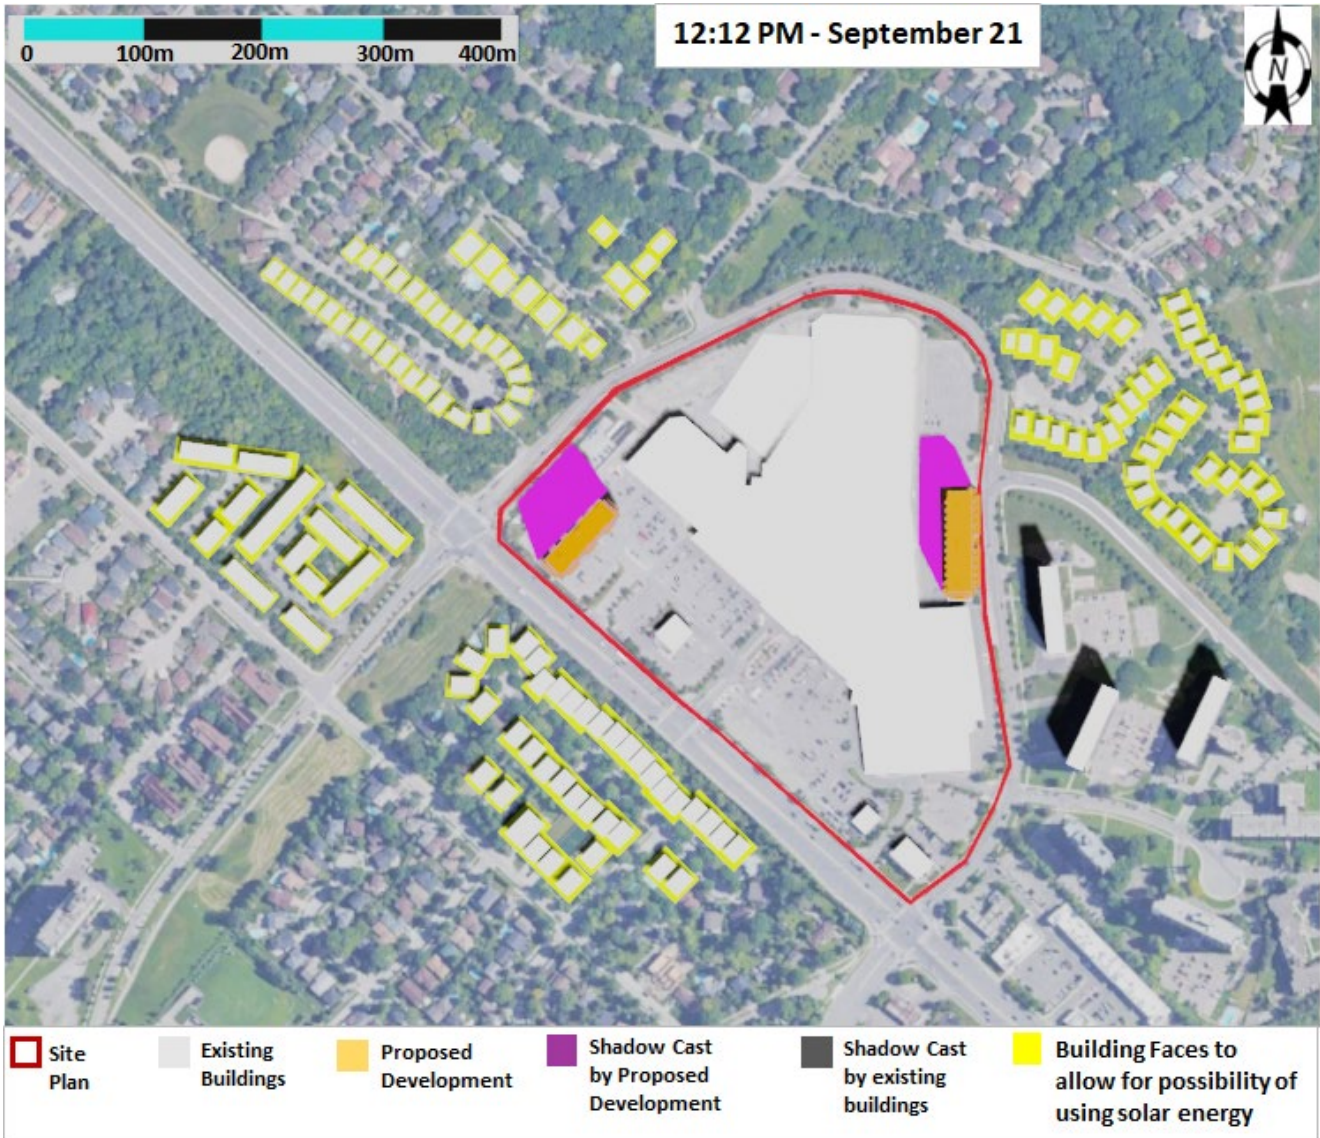 12:12 PM - September 21
N
0 100m 200m 300m 400m
Site
Plan
Existing
Buildings
Proposed
Development
Shadow Cast
by Proposed
Development
Shadow Cast
by existing
buildings
Building Faces to
allow for possibility of
using solar energy